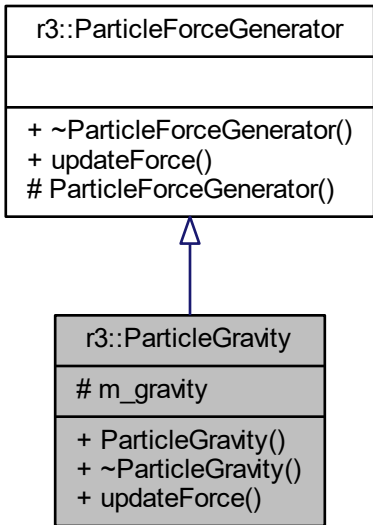 r3::ParticleForceGenerator
+ ~ParticleForceGenerator()
+ updateForce()
# ParticleForceGenerator()
r3::ParticleGravity
# m_gravity
+ ParticleGravity()
+ ~ParticleGravity()
+ updateForce()